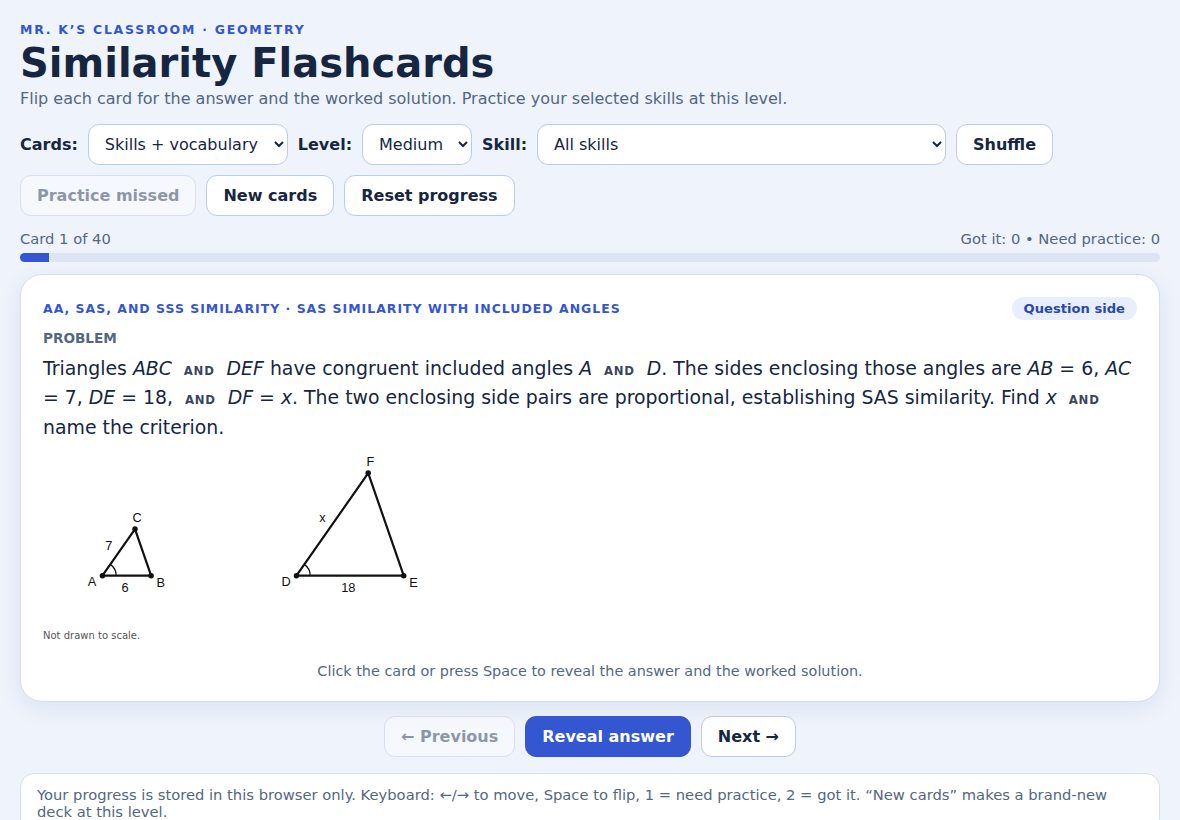 MR. K’S CLASSROOM · GEOMETRY
Similarity Flashcards
Flip each card for the answer and the worked solution. Practice your selected skills at this level.
Cards: Skills + vocabulary Level: Medium Skill: All skills Shuffle
Practice missed New cards Reset progress
Card 1 of 40 Got it: 0 • Need practice: 0
AA, SAS, AND SSS SIMILARITY · SAS SIMILARITY WITH INCLUDED ANGLES Question side
PROBLEM
Triangles ABC AND DEF have congruent included angles A AND D. The sides enclosing those angles are AB = 6, AC
= 7, DE = 18, AND DF = x. The two enclosing side pairs are proportional, establishing SAS similarity. Find x AND
name the criterion.
F
C
x
7
A
B
D
E
6
18
Not drawn to scale.
Click the card or press Space to reveal the answer and the worked solution.
← Previous Reveal answer Next →
Your progress is stored in this browser only. Keyboard: ←/→ to move, Space to flip, 1 = need practice, 2 = got it. “New cards” makes a brand-new
deck at this level.